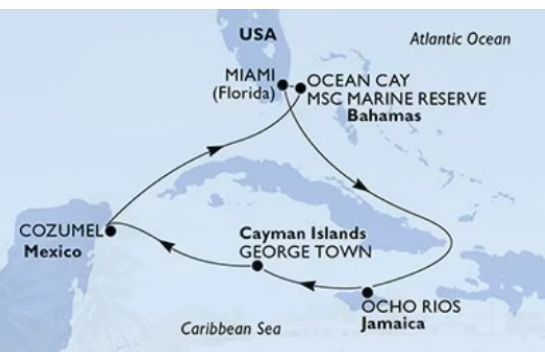 USA
Atlantic Ocean
MIAMI
(Florida)
OCEAN CAY
MSC MARINE RESERVE
Bahamas
COZUMEL
Mexico
Cayman Islands
GEORGE TOWN
OCHO RIOS
Jamaica
Caribbean Sea